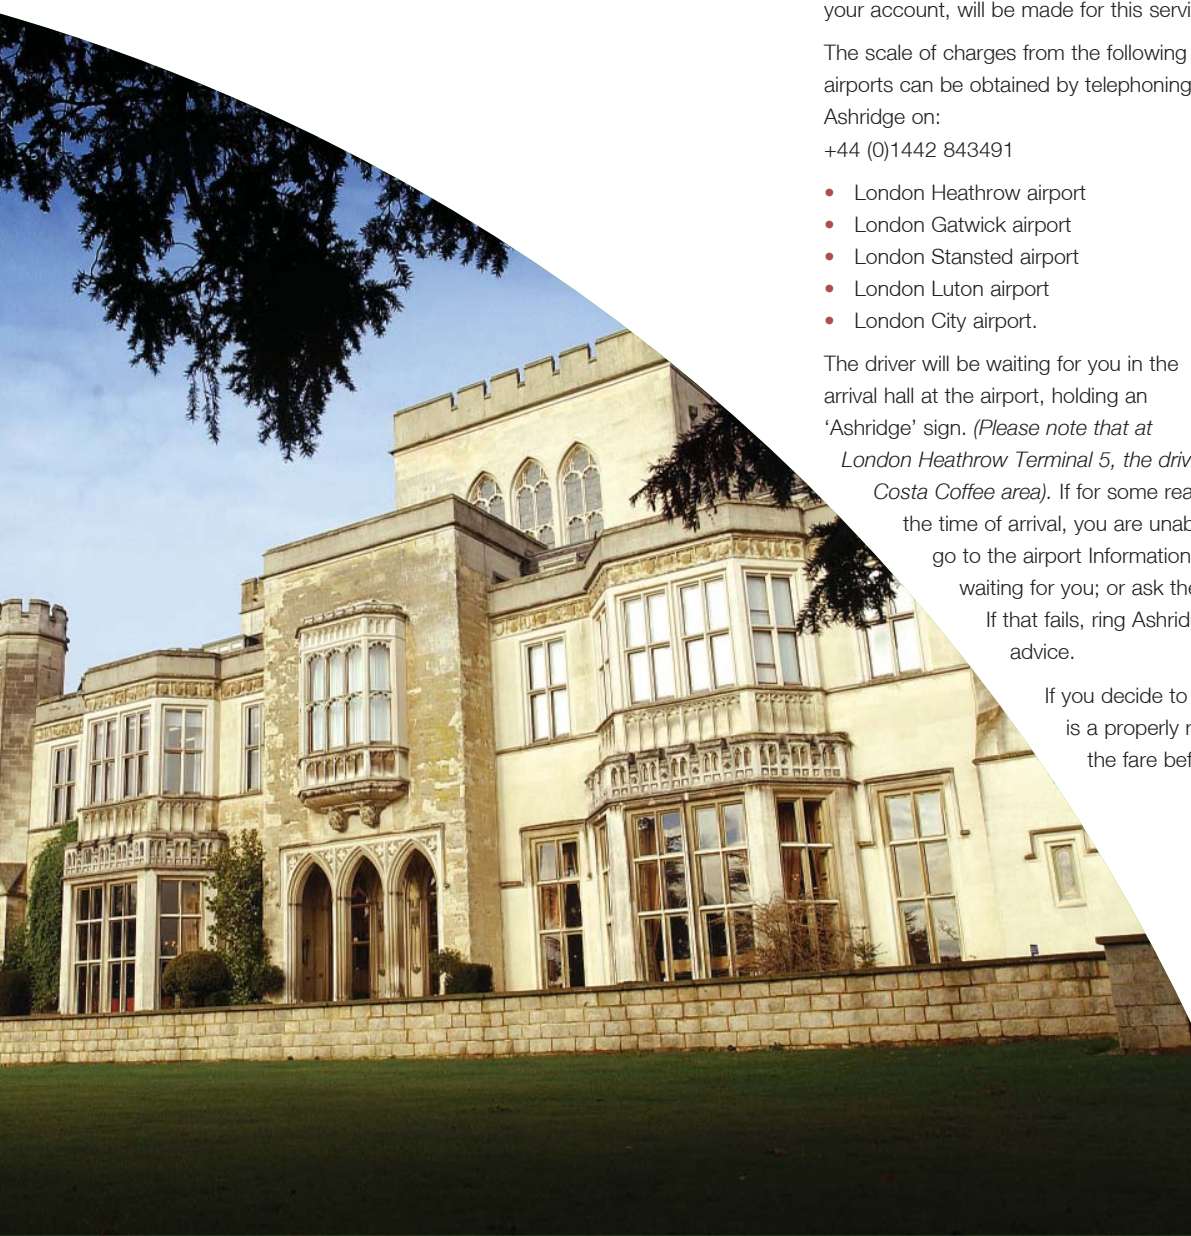 your account, will be made for this servi
The scale of charges from the following
airports can be obtained by telephoning
Ashridge on:
+44 (0)1442 843491
• London Heathrow airport
• London Gatwick airport
• London Stansted airport
• London Luton airport
• London City airport.
The driver will be waiting for you in the
arrival hall at the airport, holding an
‘Ashridge’ sign. (Please note that at
London Heathrow Terminal 5, the driv
Costa Coffee area). If for some rea
the time of arrival, you are unab
go to the airport Information
waiting for you; or ask the
If that fails, ring Ashrid
advice.
If you decide to
is a properly r
the fare bef